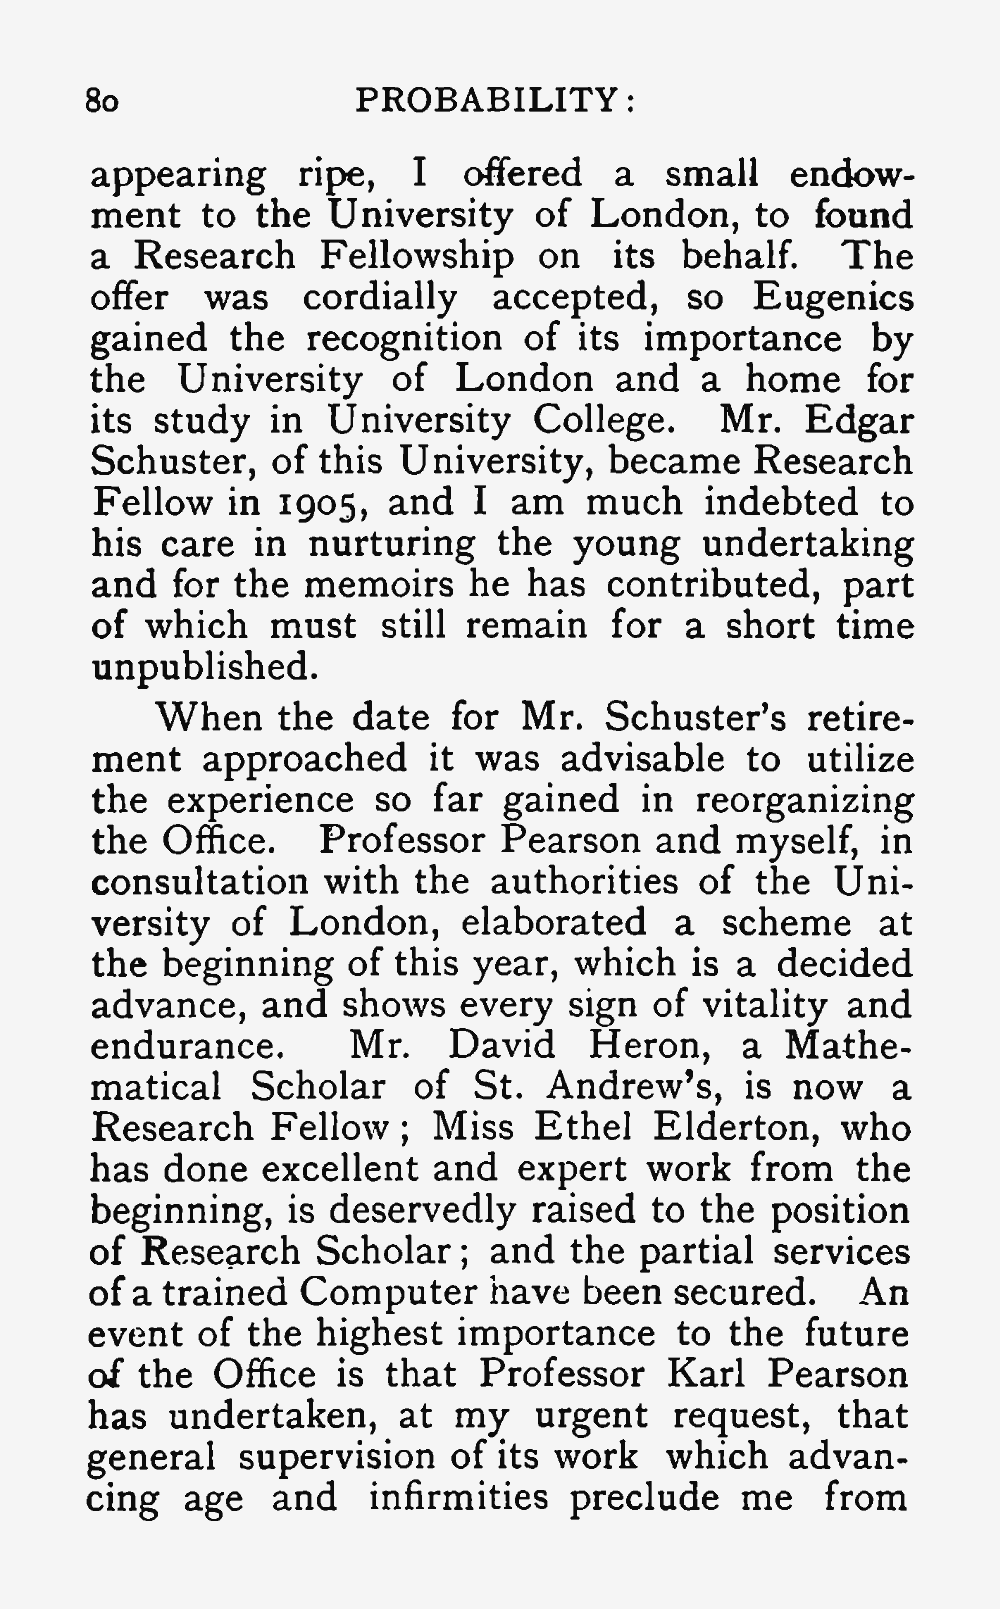 80 PROBABILITY:
appearing ripe, I offered a small endow-
ment to the University of London, to found
a Research Fellowship on its behalf. The
offer was cordially accepted, so Eugenics
gained the recognition of its importance by
the University of London and a home for
its study in University College. Mr. Edgar
Schuster, of this University, became Research
Fellow in 1905, and I am much indebted to
his care in nurturing the young undertaking
and for the memoirs he has contributed, part
of which must still remain for a short time
unpublished.
When the date for Mr. Schuster's retire-
ment approached it was advisable to utilize
the experience so far gained in reorganizing
the Office. Professor Pearson and myself, in
consultation with the authorities of the Uni-
versity of London, elaborated a scheme at
the beginning of this year, which is a decided
advance, and shows every sign of vitality and
endurance. Mr. David Heron, a Mathe-
matical Scholar of St. Andrew's, is now a
Research Fellow; Miss Ethel Elderton, who
has done excellent and expert work from the
beginning, is deservedly raised to the position
of Research Scholar; and the partial services
of a trained Computer have been secured. An
event of the highest importance to the future
of the Office is that Professor Karl Pearson
has undertaken, at my urgent request, that
general supervision of its work which advan-
cing age and infirmities preclude me from